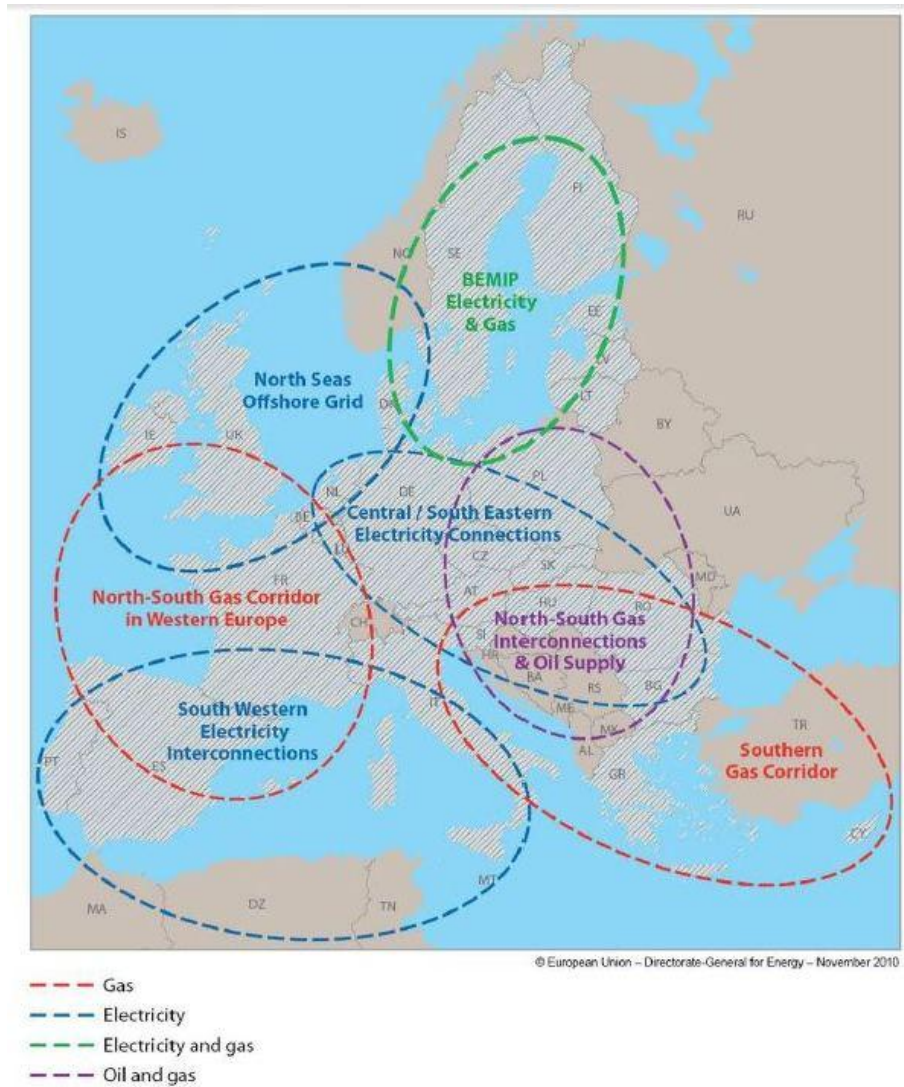 IS
RU
NO
SE
FI
BEMIP
Electricity
& Gas
EE
LV
LT
North Seas
Offshore Grid
DK
IE
UK
BY
PL
NL
DE
BE
Central / South Eastern
Electricity Connections
UA
LU
CZ
SK
FR
AT
MD
North-South Gas Corridor
in Western Europe
CH
HU
RO
SI
North-South Gas
Interconnections
& Oil Supply
HR
BA
RS
BG
IT
ME
MK
AL
TR
South Western
Electricity
Interconnections
PT
ES
Southern
Gas Corridor
GR
CY
MT
MA
DZ
TN
© European Union – Directorate-General for Energy – November 2010
Gas
Electricity
Electricity and gas
Oil and gas